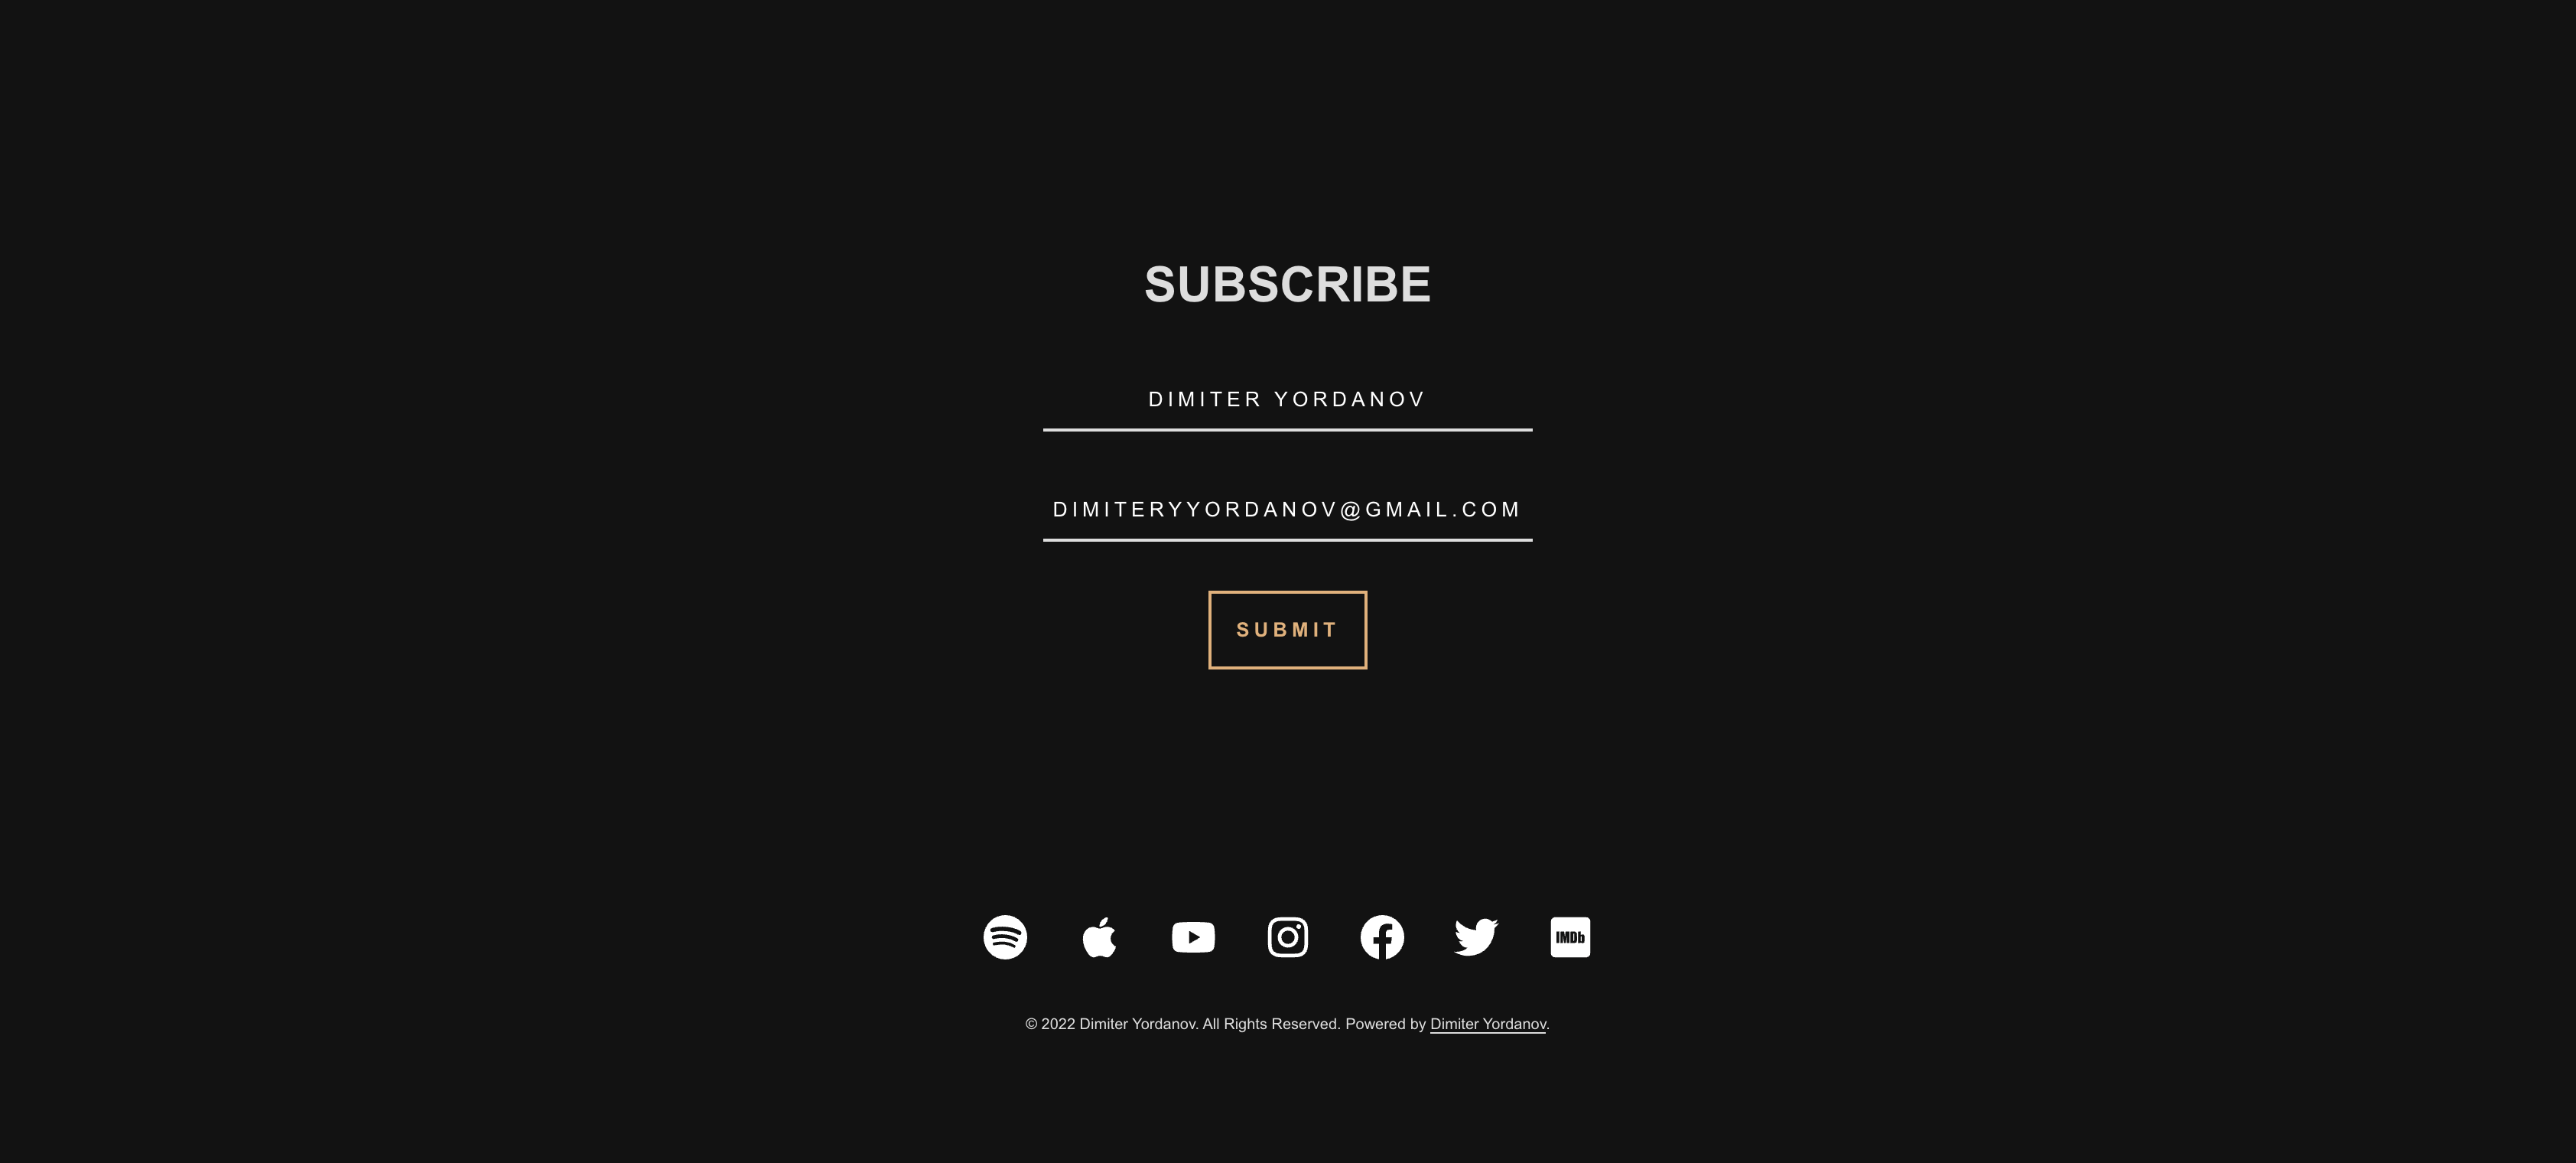 SUBSCRIBE
DIMITER YORDANOV
DIMITERYYORDANOV@GMAIL.COM
SUBMIT
IMDb
© 2022 Dimiter Yordanov. All Rights Reserved. Powered by Dimiter Yordanov.